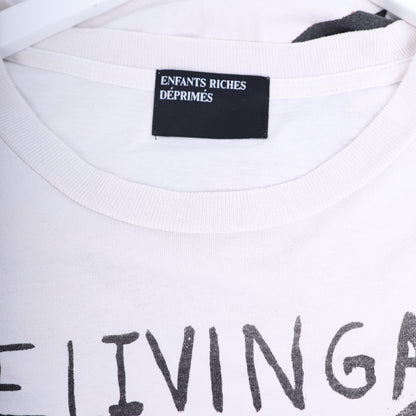 ENFANTS RICHES
DÉPRIMÉS
E LIVING A